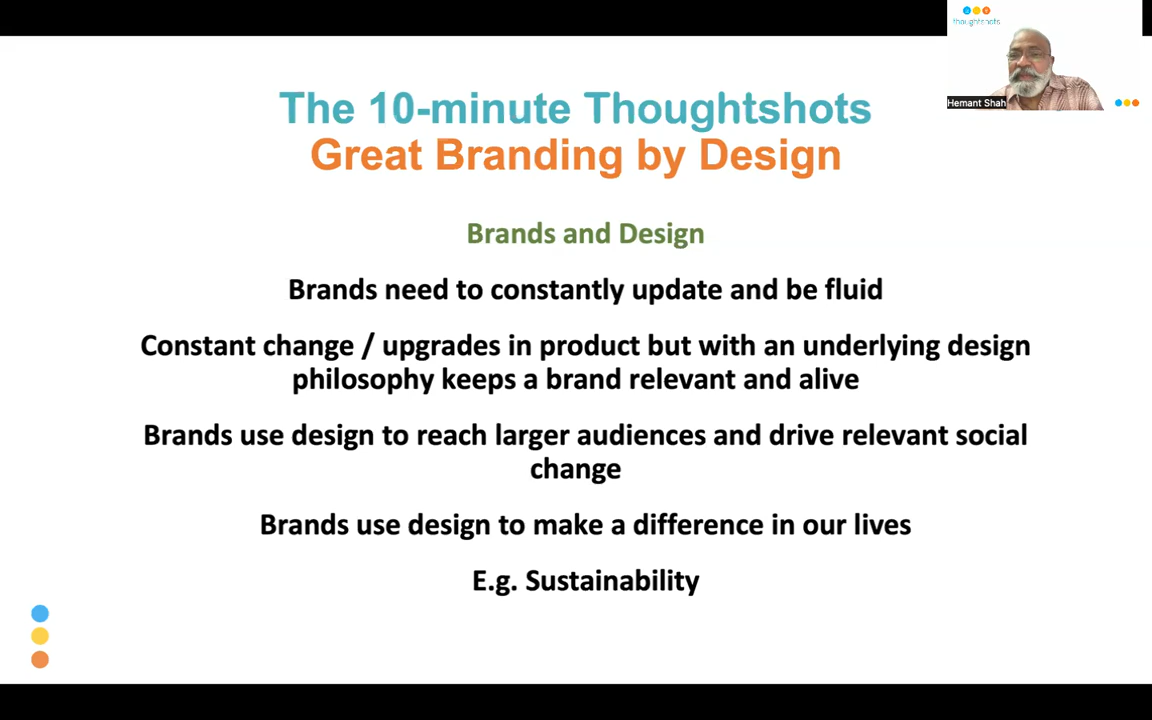 thoughtshots
Hemant Shah
The 10-minute Thoughtshots
Great Branding by Design
Brands and Design
Brands need to constantly update and be fluid
Constant change / upgrades in product but with an underlying design
philosophy keeps a brand relevant and alive
Brands use design to reach larger audiences and drive relevant social
change
Brands use design to make a difference in our lives
E.g. Sustainability